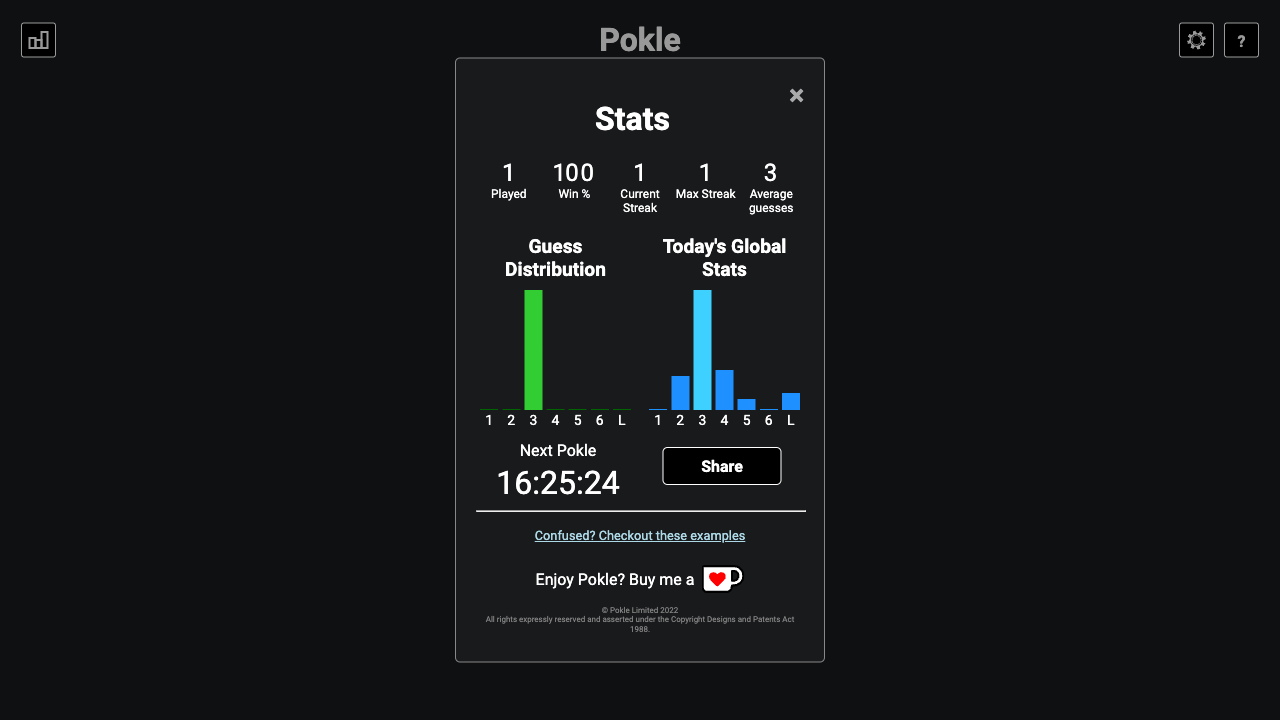 Pokle
?
×
Stats
1 100 1 1 3
Played Win % Current Streak Max Streak Average guesses
Guess Distribution
Today's Global Stats
1 2 3 4 5 6 L
1 2 3 4 5 6 L
Next Pokle
16:25:24
Share
Confused? Checkout these examples
Enjoy Pokle? Buy me a
© Pokle Limited 2022
All rights expressly reserved and asserted under the Copyright Designs and Patents Act
1988.